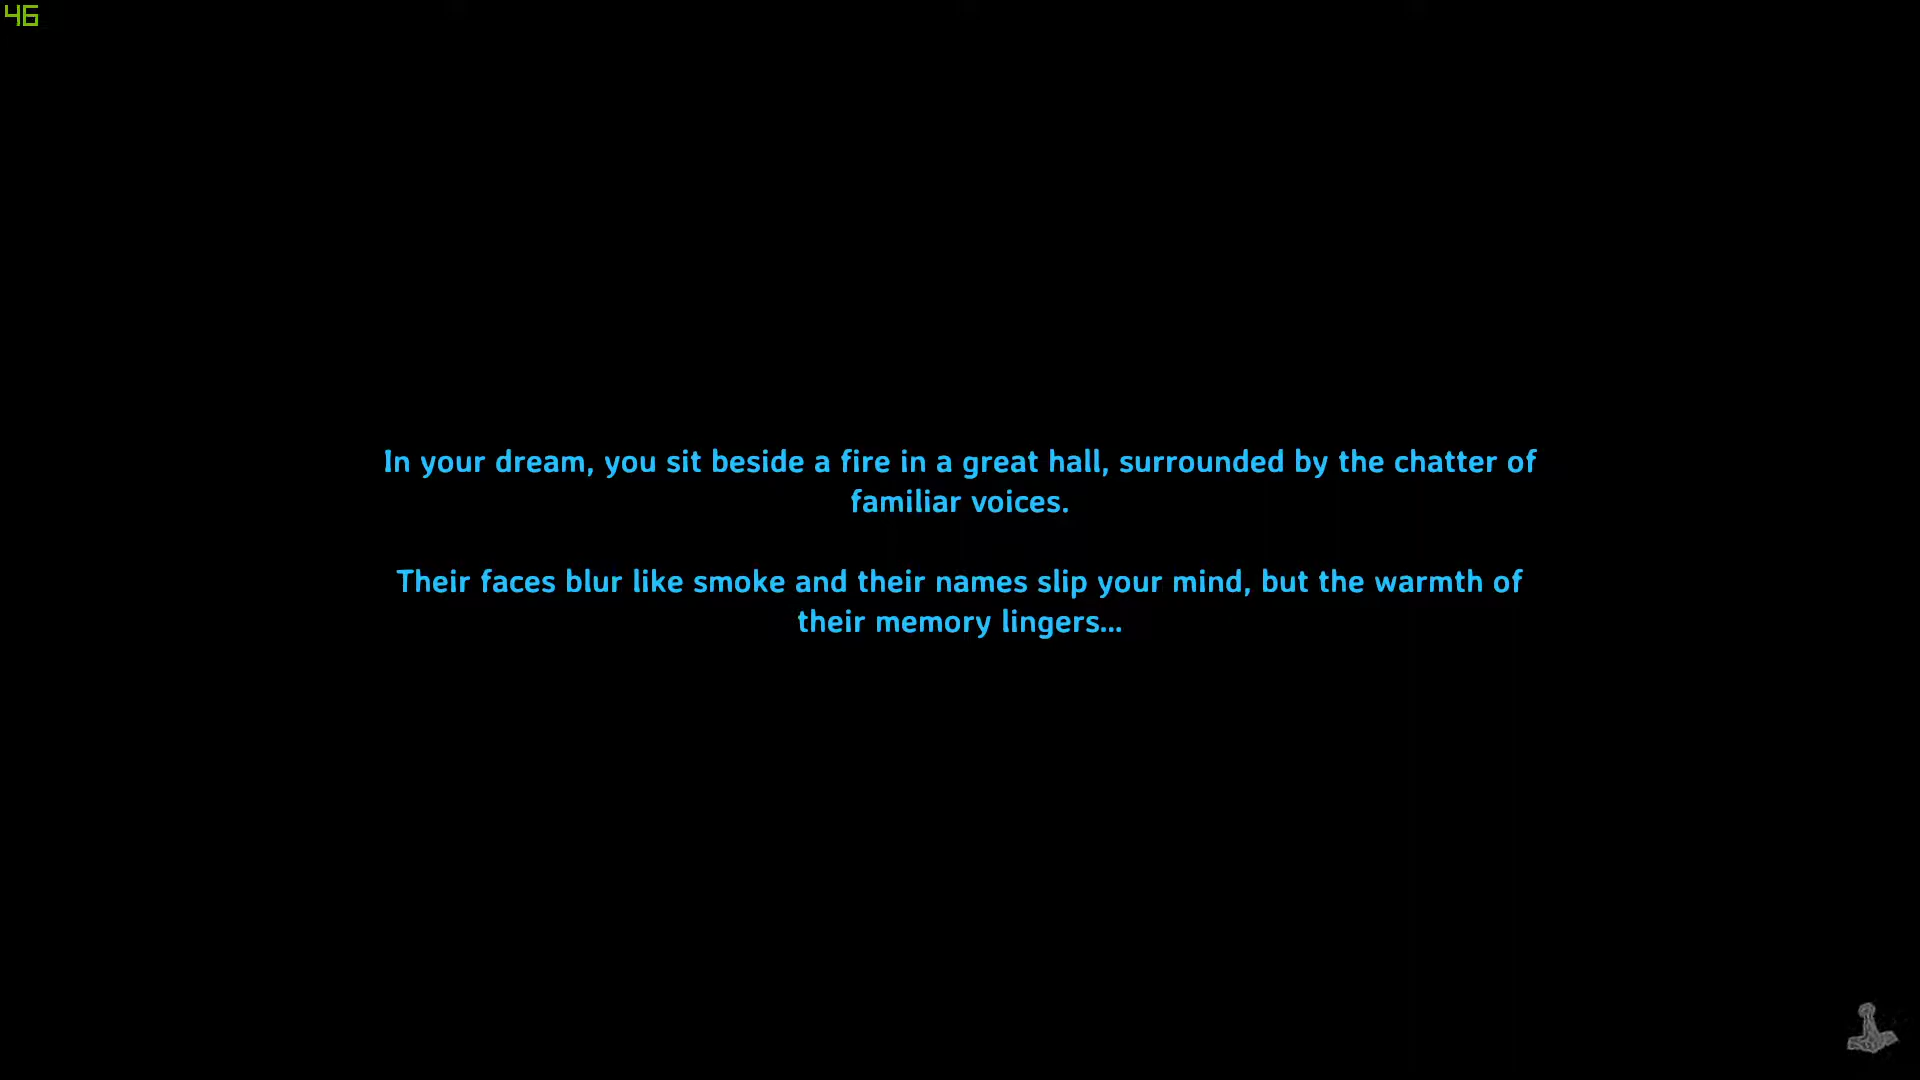 46
In your dream, you sit beside a fire in a great hall, surrounded by the chatter of
familiar voices.
Their faces blur like smoke and their names slip your mind, but the warmth of
their memory lingers...